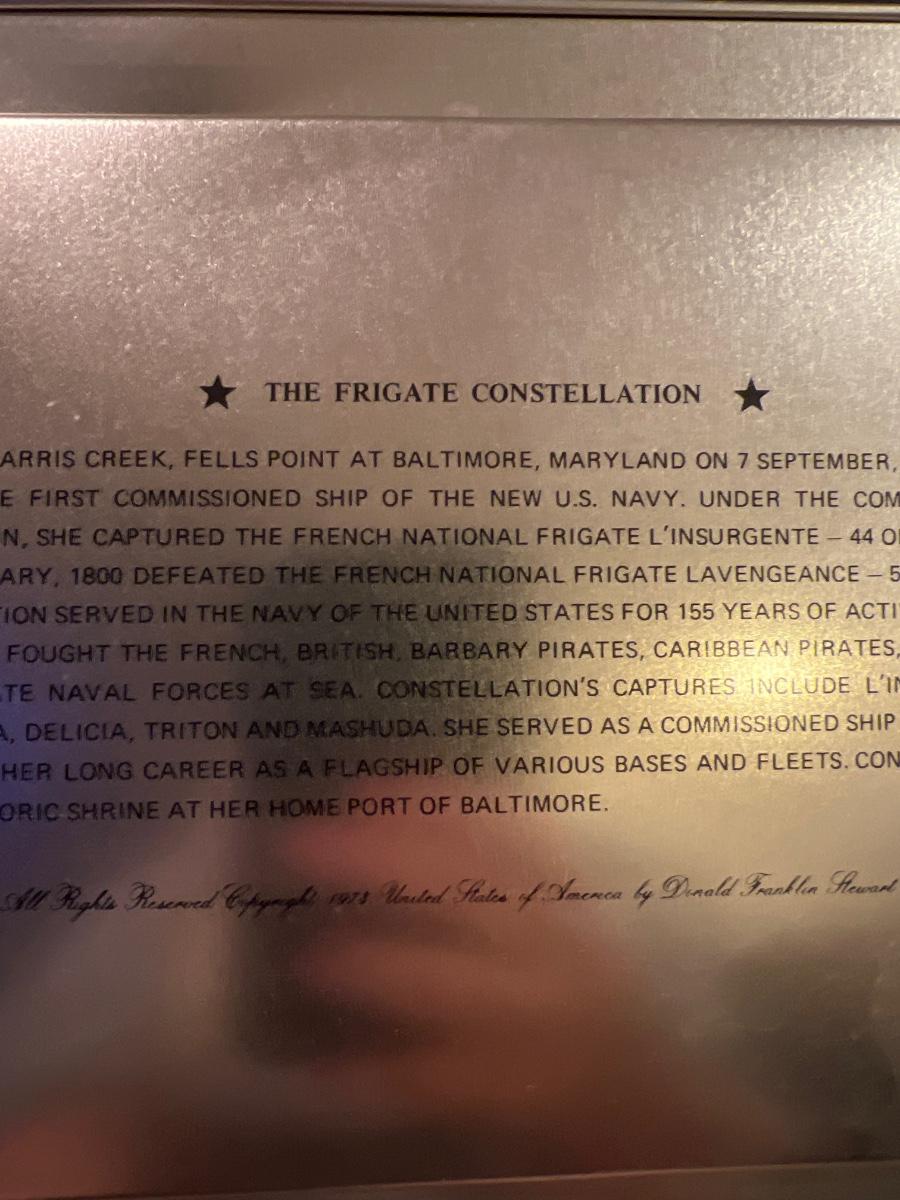 ★ THE FRIGATE CONSTELLATION ★
ARRIS CREEK, FELLS POINT AT BALTIMORE, MARYLAND ON 7 SEPTEMBER,
E FIRST COMMISSIONED SHIP OF THE NEW U.S. NAVY. UNDER THE COM
N, SHE CAPTURED THE FRENCH NATIONAL FRIGATE L'INSURGENTE – 44 O
ARY, 1800 DEFEATED THE FRENCH NATIONAL FRIGATE LAVENGEANCE – 5
TION SERVED IN THE NAVY OF THE UNITED STATES FOR 155 YEARS OF ACTI
FOUGHT THE FRENCH, BRITISH, BARBARY PIRATES, CARIBBEAN PIRATES,
TE NAVAL FORCES AT SEA. CONSTELLATION'S CAPTURES INCLUDE L'IN
A, DELICIA, TRITON AND MASHUDA. SHE SERVED AS A COMMISSIONED SHIP
HER LONG CAREER AS A FLAGSHIP OF VARIOUS BASES AND FLEETS. CON
ORIC SHRINE AT HER HOME PORT OF BALTIMORE.
All Rights Reserved Copyright 1973 United States of America by Donald Franklin Stewart